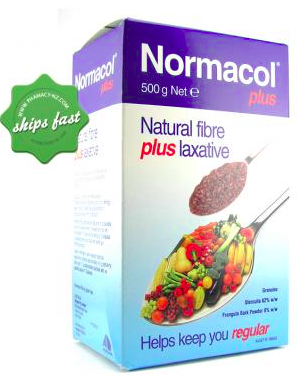 Normacol®
plus
500 g Net ℮
WWW.PHARMACY-NZ.COM
ships fast
Natural fibre
plus laxative
Granules
Sterculia 62% w/w
Frangula Bark Powder 8% w/w
Helps keep you regular